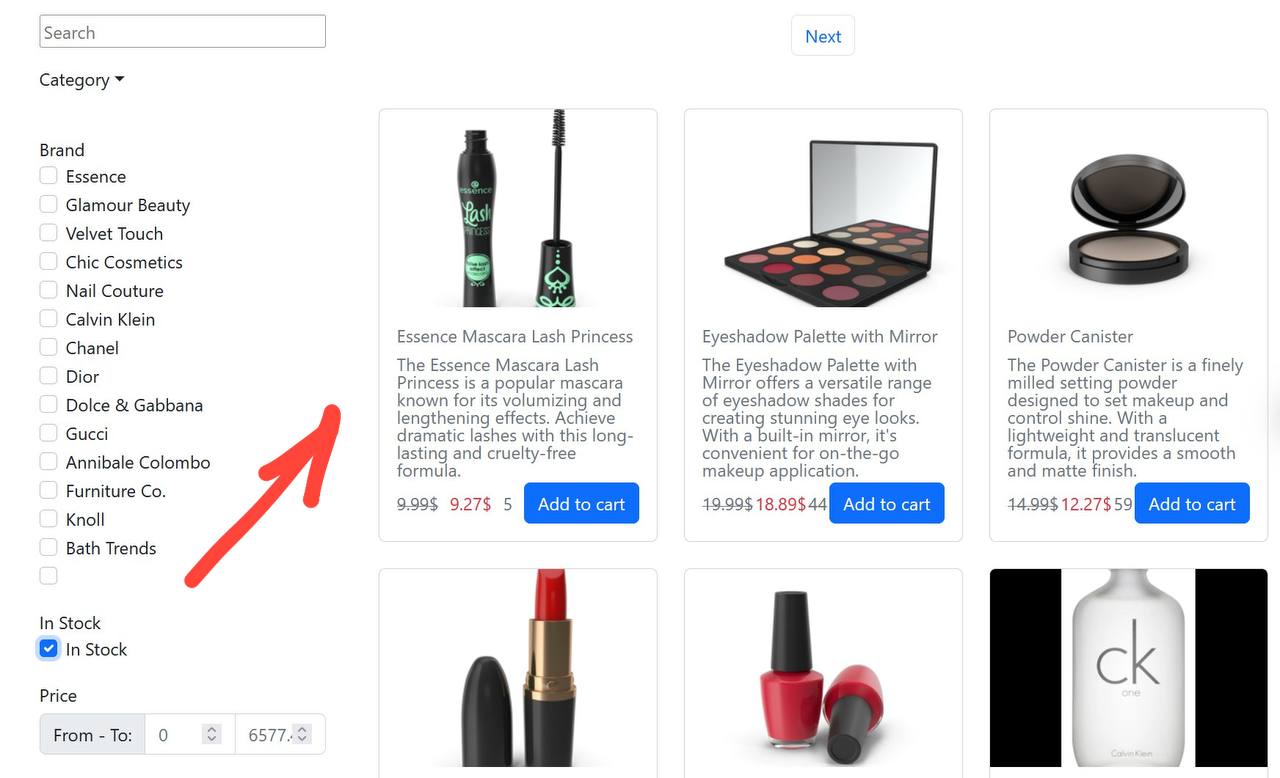 Search
Next
Category
Brand
Essence
Glamour Beauty
Velvet Touch
Chic Cosmetics
Nail Couture
Calvin Klein
Chanel
Dior
Dolce & Gabbana
Gucci
Annibale Colombo
Furniture Co.
Knoll
Bath Trends
In Stock
In Stock
Price
From - To: 0 6577.
essence
Lash
PRINCESS
false lash
effect
Essence Mascara Lash Princess
The Essence Mascara Lash
Princess is a popular mascara
known for its volumizing and
lengthening effects. Achieve
dramatic lashes with this long-
lasting and cruelty-free
formula.
9.99$ 9.27$ 5 Add to cart
Eyeshadow Palette with Mirror
The Eyeshadow Palette with
Mirror offers a versatile range
of eyeshadow shades for
creating stunning eye looks.
With a built-in mirror, it's
convenient for on-the-go
makeup application.
19.99$ 18.89$ 44 Add to cart
Powder Canister
The Powder Canister is a finely
milled setting powder
designed to set makeup and
control shine. With a
lightweight and translucent
formula, it provides a smooth
and matte finish.
14.99$ 12.27$ 59 Add to cart
ck
one
Calvin Klein